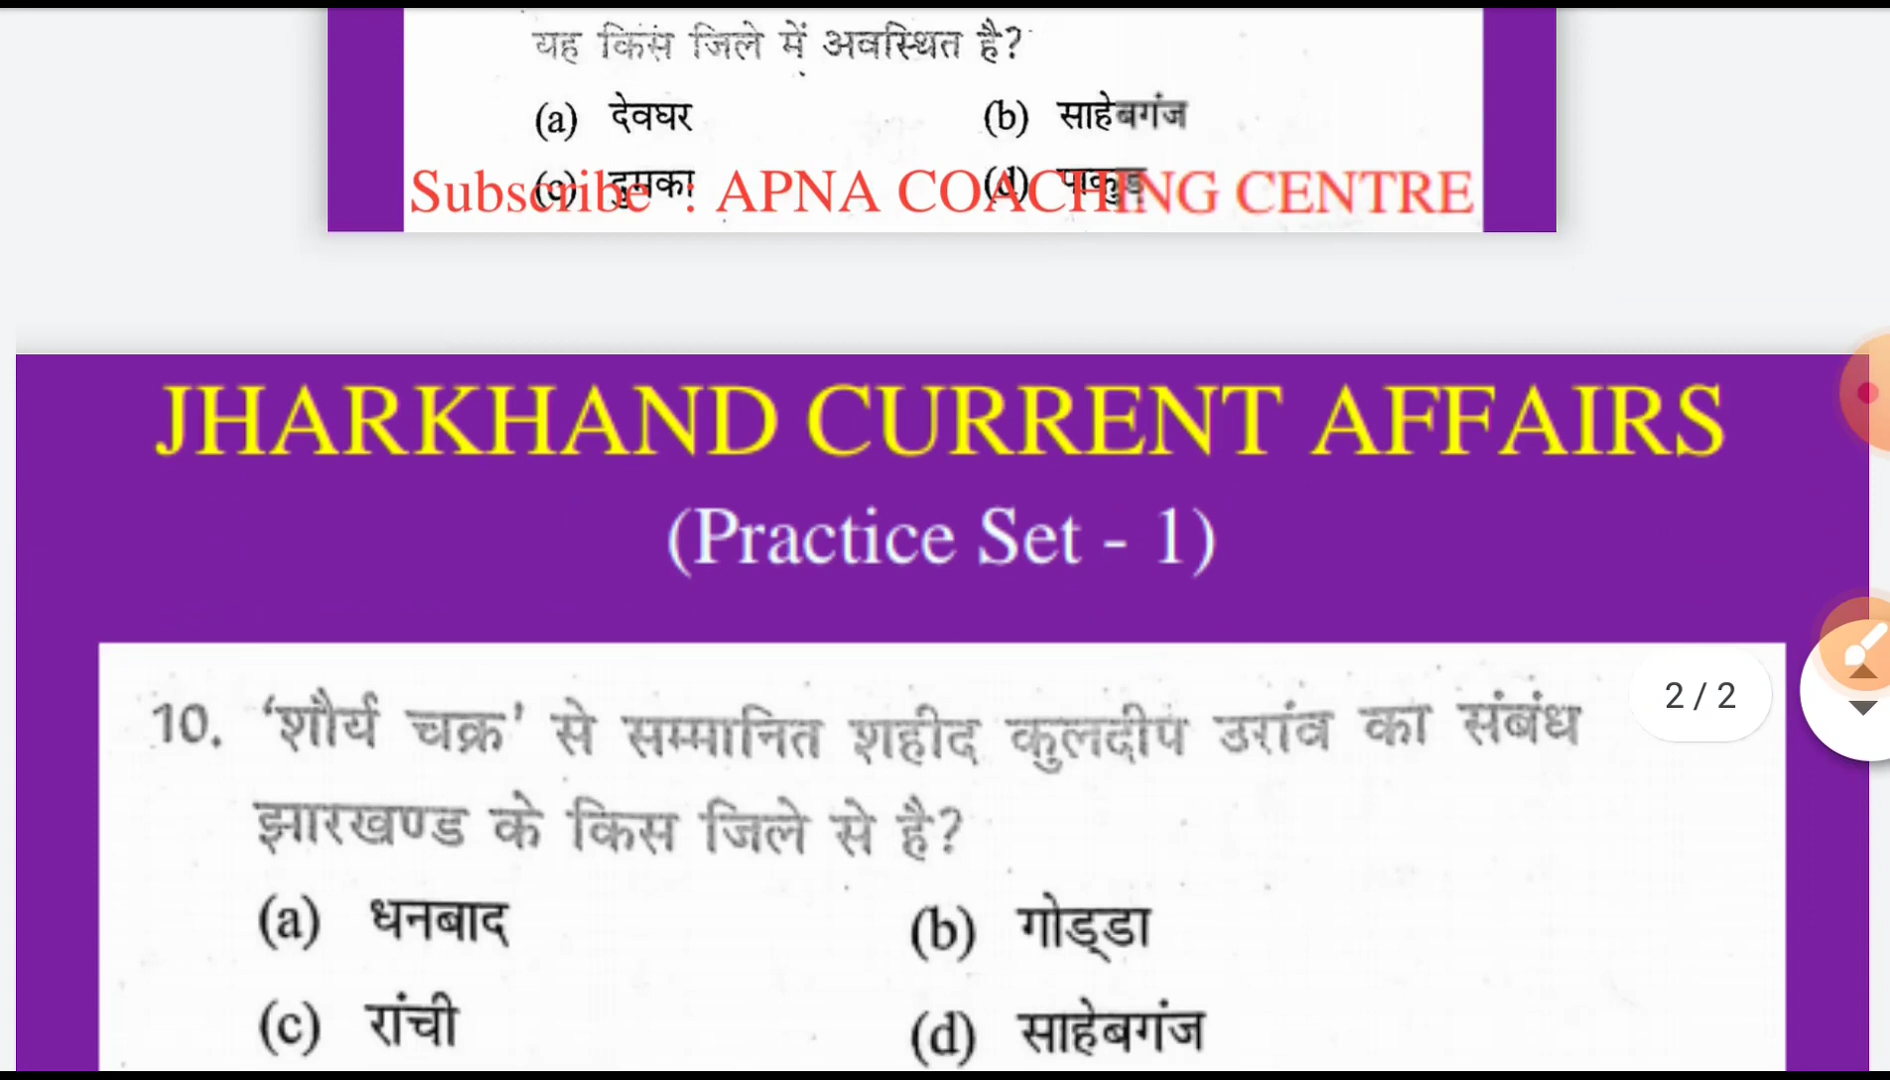 यह किस जिले में अवस्थित है?
(a) देवघर (b) साहेबगंज
(c) दुमका (d) पाकुड़
Subscribe : APNA COACHING CENTRE
JHARKHAND CURRENT AFFAIRS
(Practice Set - 1)
10. ‘शौर्य चक्र’ से सम्मानित शहीद कुलदीप उरांव का संबंध
2 / 2
झारखण्ड के किस जिले से है?
(a) धनबाद (b) गोड्डा
(c) रांची (d) साहेबगंज